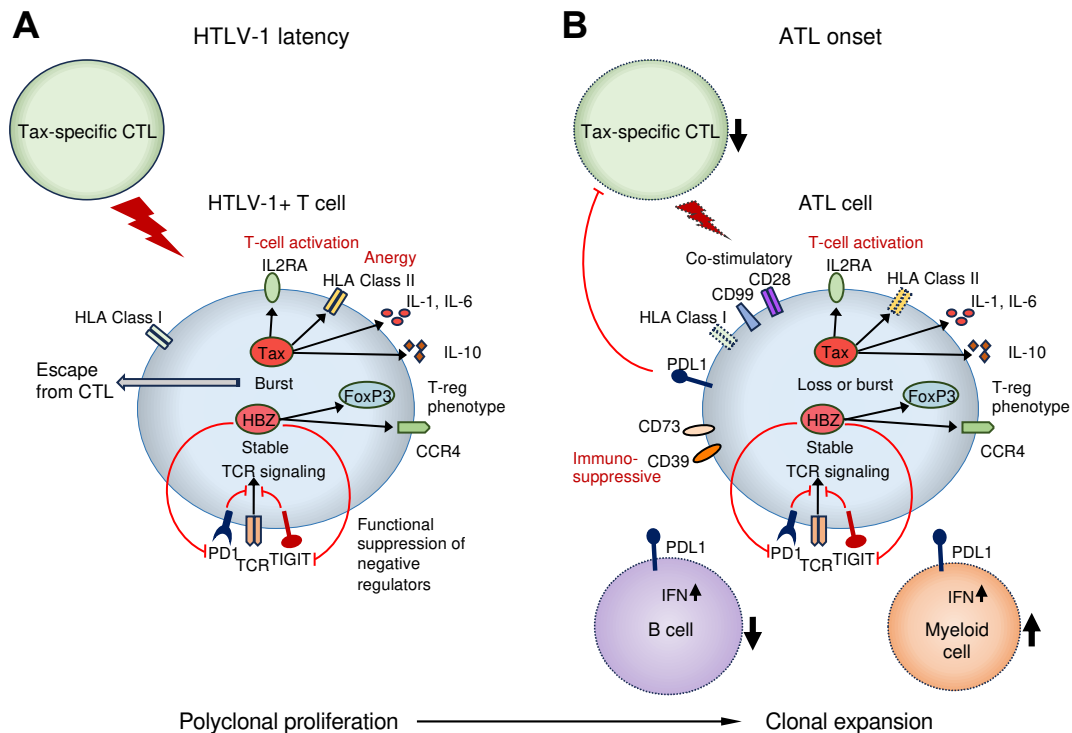 A
HTLV-1 latency
Tax-specific CTL
HTLV-1+ T cell
T-cell activation
IL2RA
Anergy
HLA Class II
IL-1, IL-6
HLA Class I
Tax
IL-10
Escape
from CTL
Burst
FoxP3
T-reg
phenotype
HBZ
Stable
CCR4
TCR signaling
PD1
TCR
TIGIT
Functional
suppression of
negative
regulators
B
ATL onset
Tax-specific CTL
ATL cell
T-cell activation
Co-stimulatory
CD28
IL2RA
HLA Class II
CD99
IL-1, IL-6
HLA Class I
Tax
IL-10
PDL1
Loss or burst
FoxP3
T-reg
phenotype
HBZ
CD73
Stable
CCR4
Immuno-
suppressive
CD39
TCR signaling
PD1
TCR
TIGIT
PDL1
IFN
B cell
PDL1
IFN
Myeloid
cell
Polyclonal proliferation
Clonal expansion